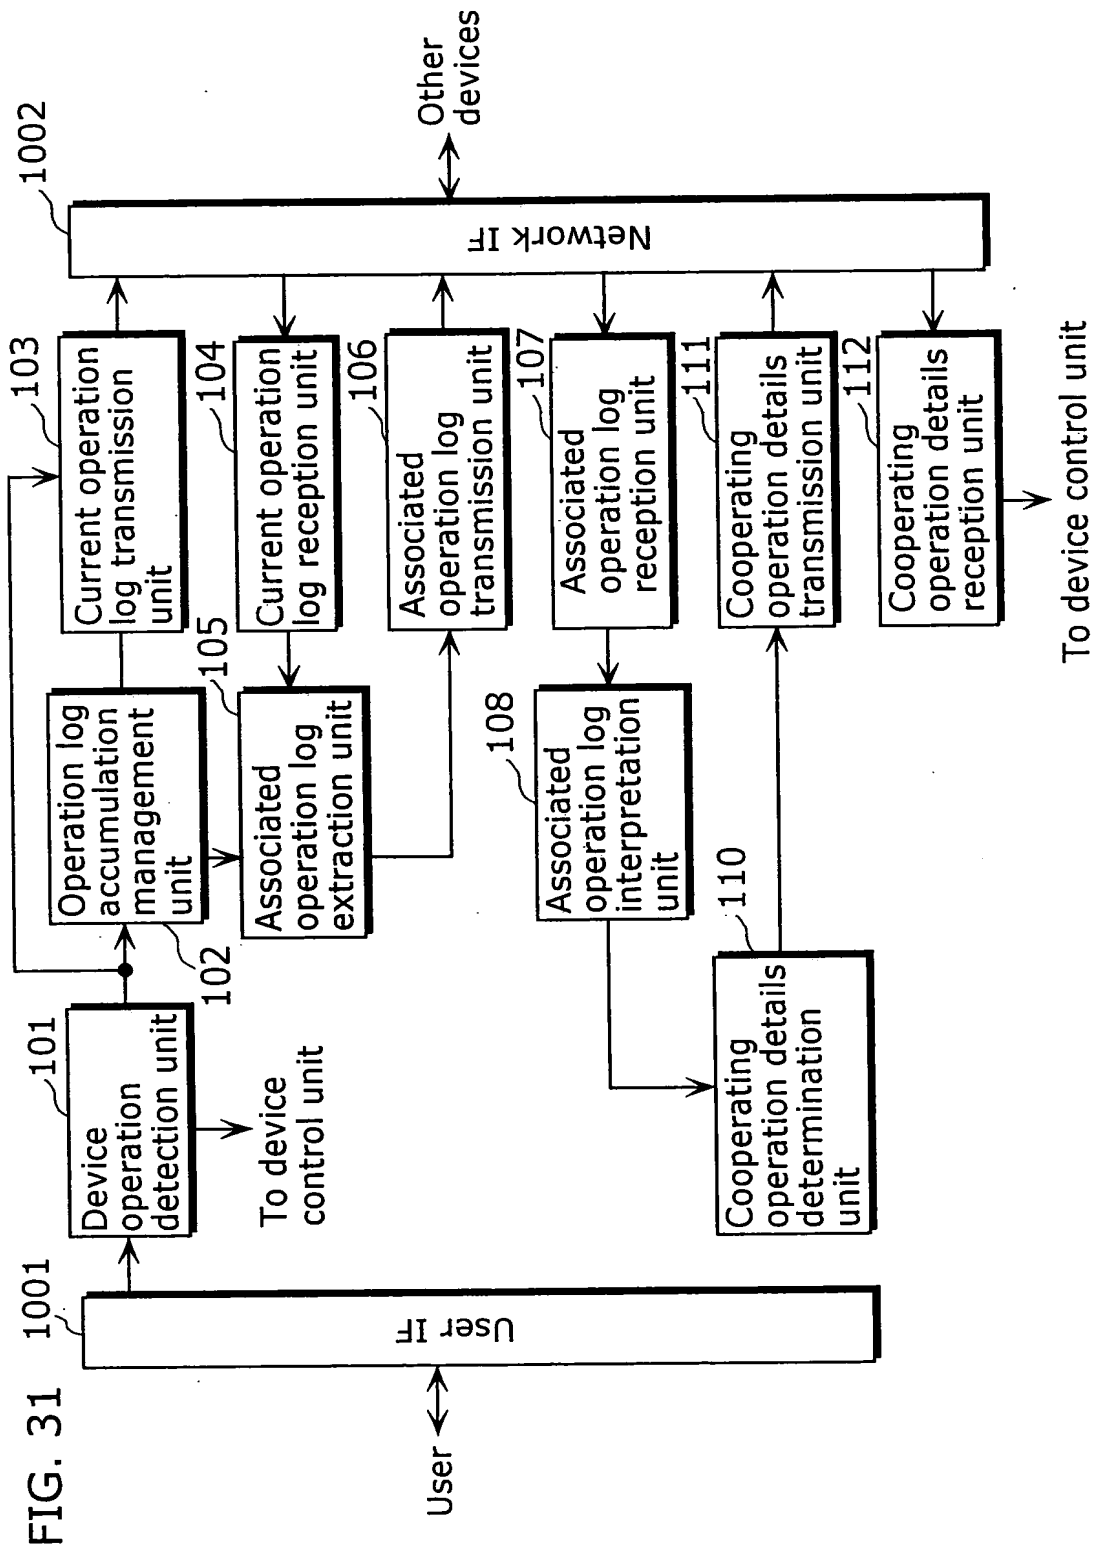 FIG. 31
User
1001
User IF
101
Device
operation
detection unit
To device
control unit
102
Operation log
accumulation
management
unit
103
Current operation
log transmission
unit
104
Current operation
log reception unit
105
Associated
operation log
extraction unit
106
Associated
operation log
transmission unit
107
Associated
operation log
reception unit
108
Associated
operation log
interpretation
unit
110
Cooperating
operation details
determination
unit
111
Cooperating
operation details
transmission unit
112
Cooperating
operation details
reception unit
To device control unit
1002
Network IF
Other
devices